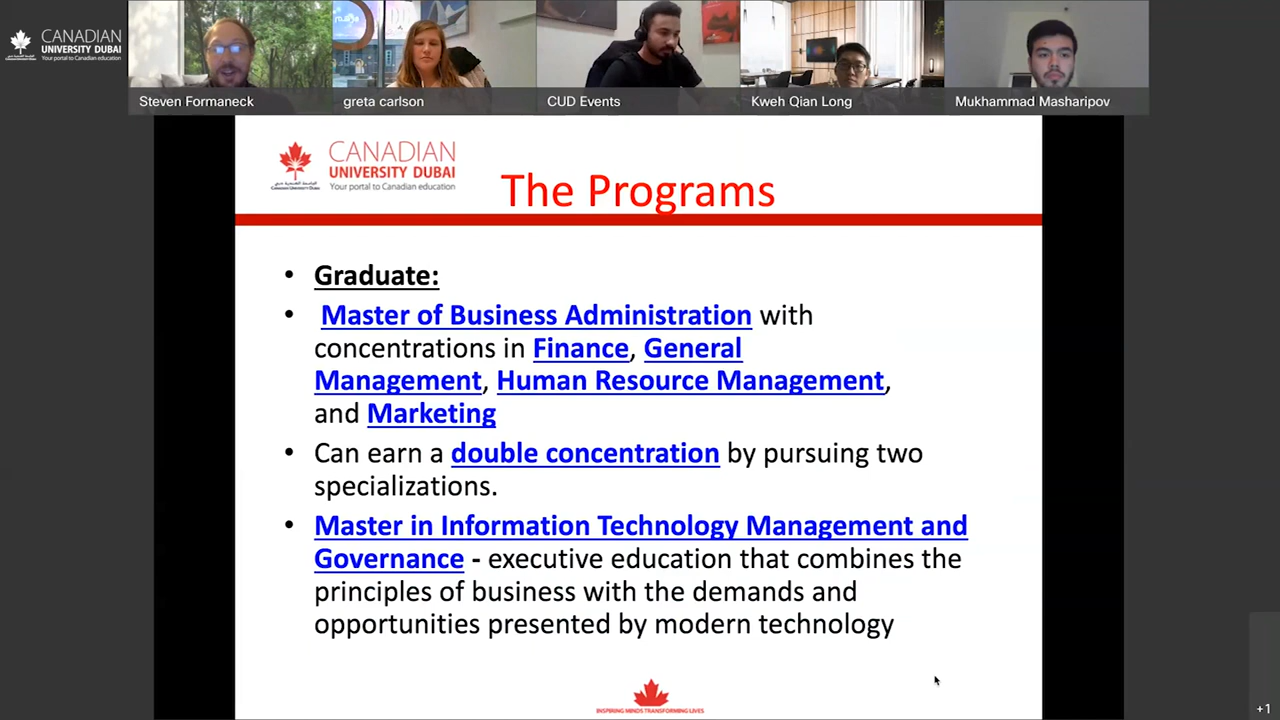 CANADIAN
UNIVERSITY DUBAI
Your portal to Canadian education
Steven Formaneck
greta carlson
CUD Events
Kweh Qian Long
Mukhammad Masharipov
CANADIAN
UNIVERSITY DUBAI
Your portal to Canadian education
The Programs
• Graduate:
• Master of Business Administration with
concentrations in Finance, General
Management, Human Resource Management,
and Marketing
• Can earn a double concentration by pursuing two
specializations.
• Master in Information Technology Management and
Governance - executive education that combines the
principles of business with the demands and
opportunities presented by modern technology
INSPIRING MINDS TRANSFORMING LIVES
+1